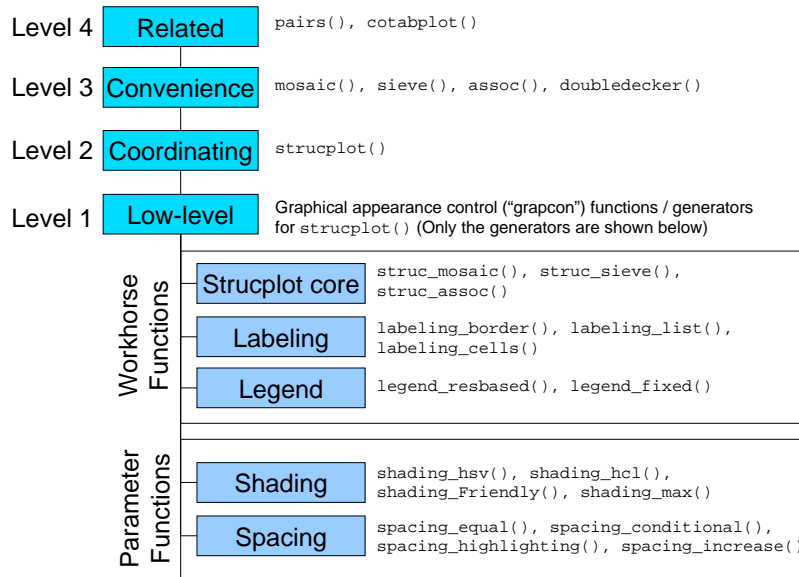 Level 4 Related pairs(), cotabplot()
Level 3 Convenience mosaic(), sieve(), assoc(), doubledecker()
Level 2 Coordinating strucplot()
Level 1 Low-level Graphical appearance control (“grapcon”) functions / generators
for strucplot() (Only the generators are shown below)
Workhorse
Functions
Strucplot core struc_mosaic(), struc_sieve(),
struc_assoc()
Labeling labeling_border(), labeling_list(),
labeling_cells()
Legend legend_resbased(), legend_fixed()
Parameter
Functions
Shading shading_hsv(), shading_hcl(),
shading_Friendly(), shading_max()
Spacing spacing_equal(), spacing_conditional(),
spacing_highlighting(), spacing_increase()